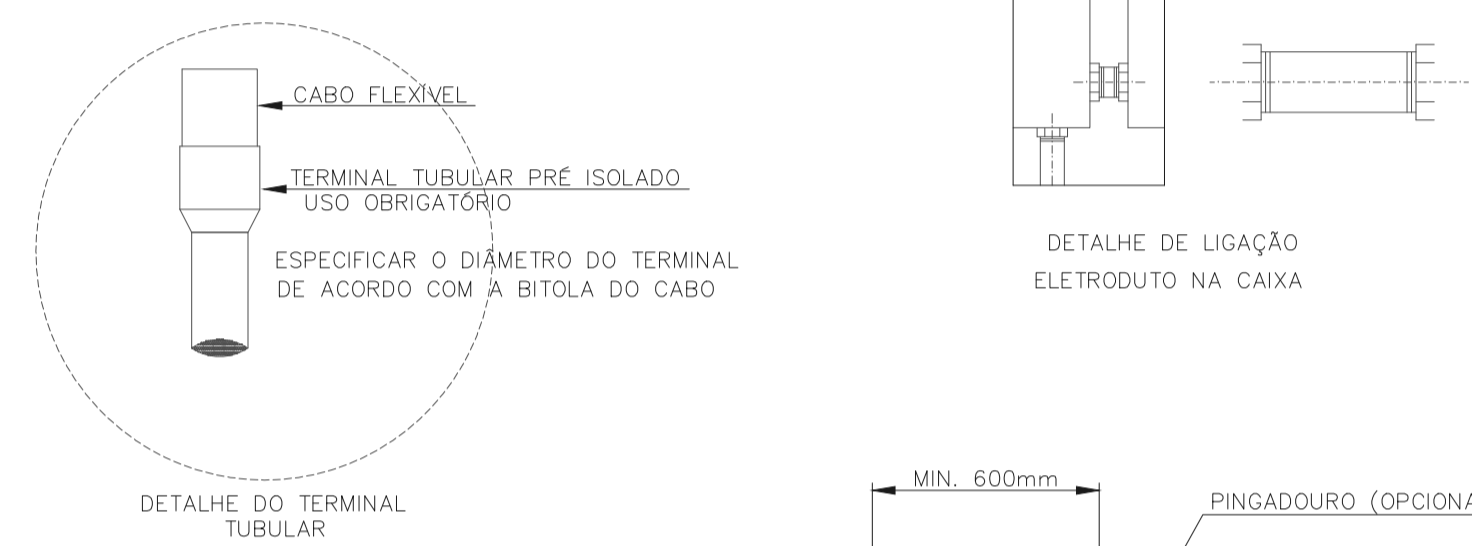 CABO FLEXÍVEL
TERMINAL TUBULAR PRÉ ISOLADO
USO OBRIGATÓRIO
ESPECIFICAR O DIÂMETRO DO TERMINAL
DE ACORDO COM A BITOLA DO CABO
DETALHE DO TERMINAL
TUBULAR
DETALHE DE LIGAÇÃO
ELETRODUTO NA CAIXA
MIN. 600mm
PINGADOURO (OPCIONA